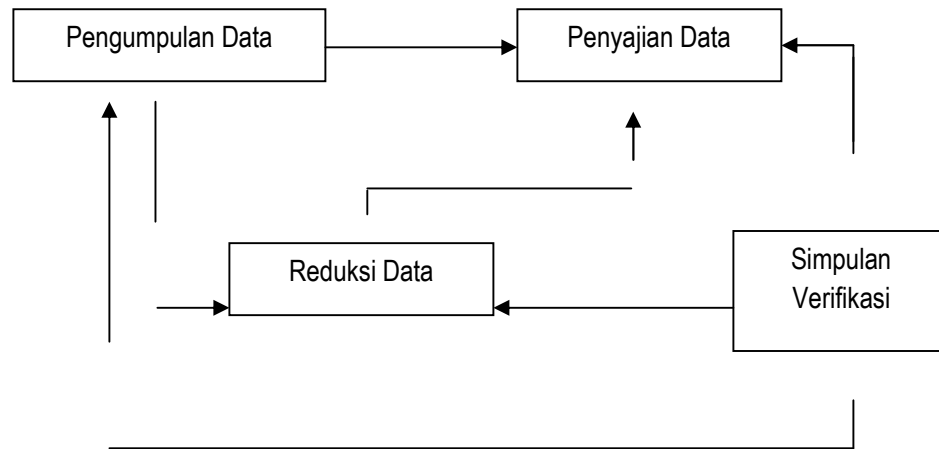 Pengumpulan Data
Penyajian Data
Reduksi Data
Simpulan
Verifikasi